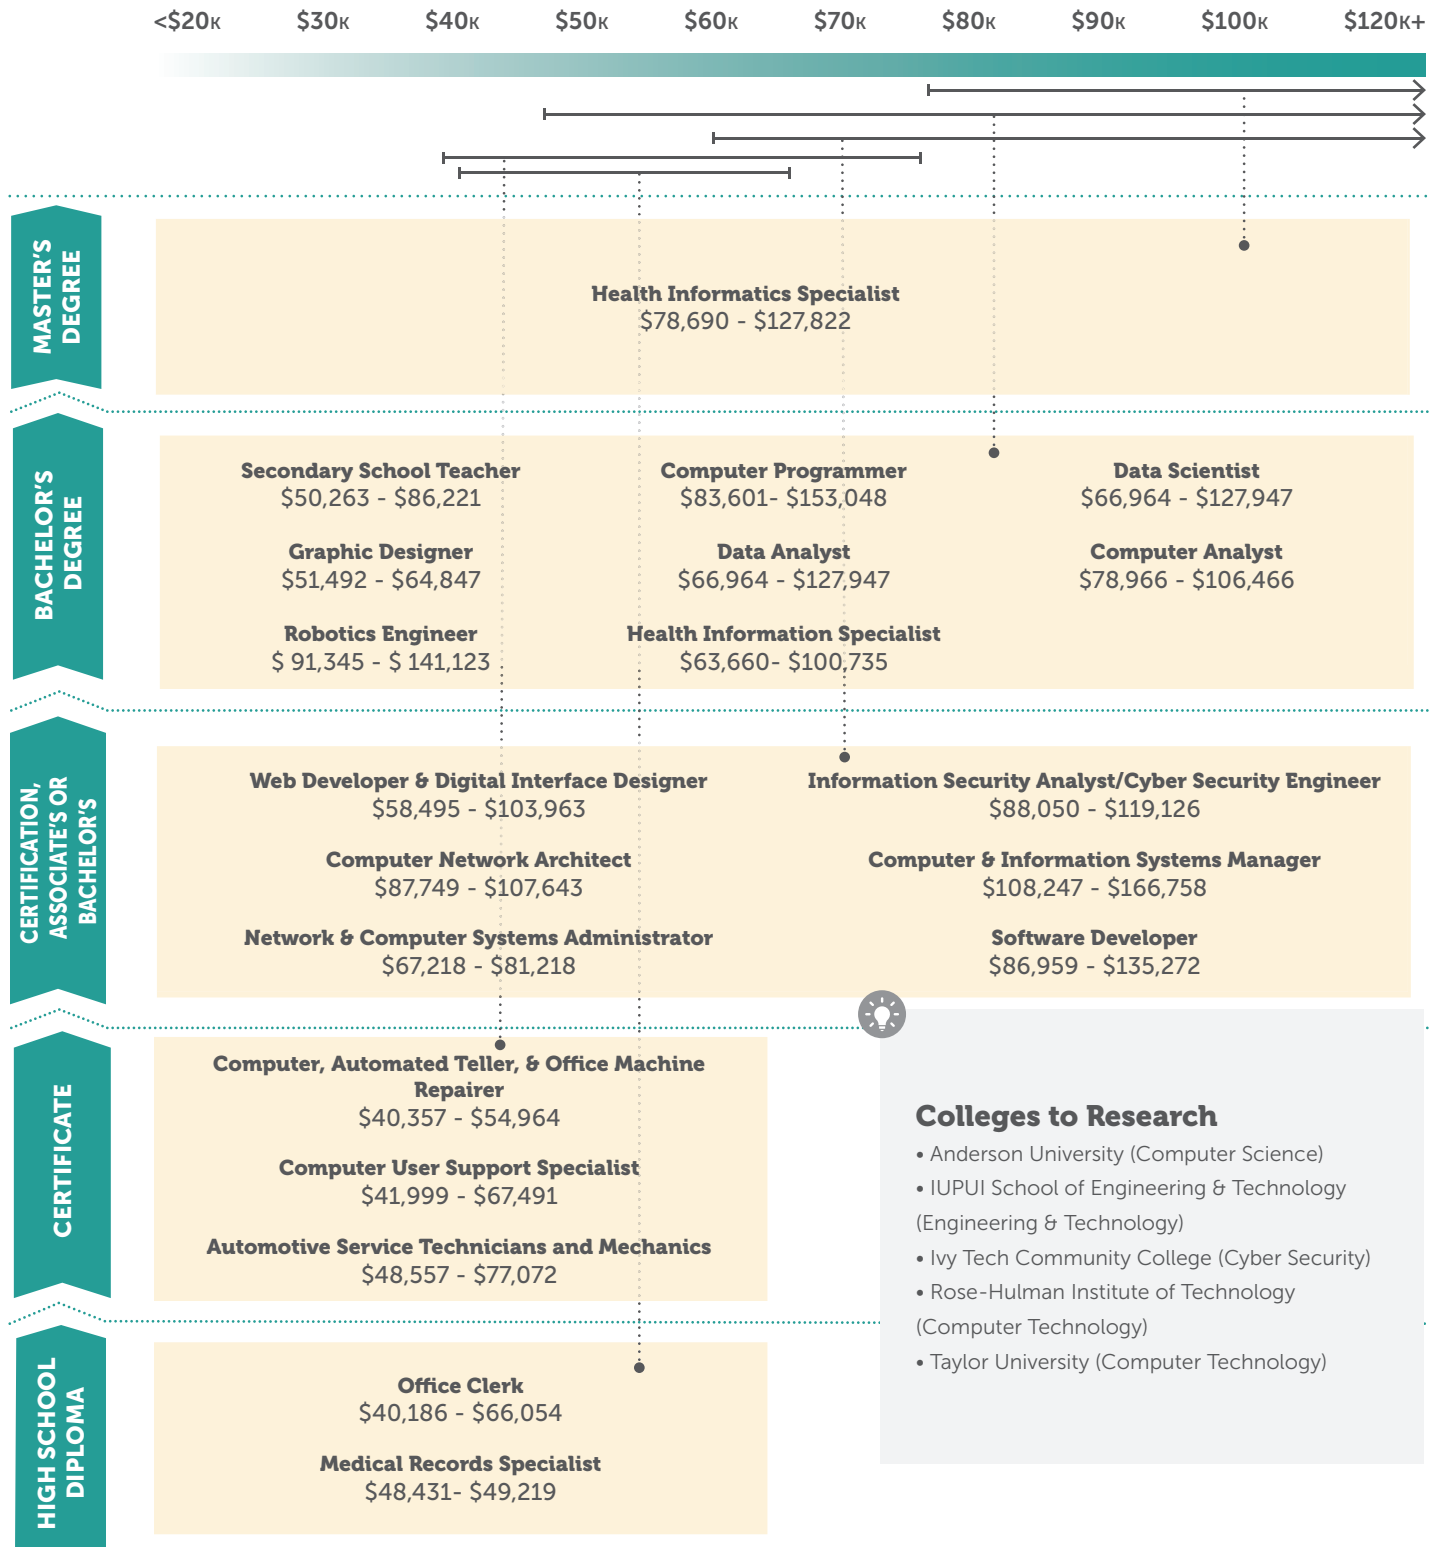 <$20K $30K $40K $50K $60K $70K $80K $90K $100K $120K+
MASTER'S
DEGREE
Health Informatics Specialist
$78,690 - $127,822
BACHELOR'S
DEGREE
Secondary School Teacher
$50,263 - $86,221
Computer Programmer
$83,601- $153,048
Data Scientist
$66,964 - $127,947
Graphic Designer
$51,492 - $64,847
Data Analyst
$66,964 - $127,947
Computer Analyst
$78,966 - $106,466
Robotics Engineer
$ 91,345 - $ 141,123
Health Information Specialist
$63,660- $100,735
CERTIFICATION,
ASSOCIATE'S OR
BACHELOR'S
Web Developer & Digital Interface Designer
$58,495 - $103,963
Information Security Analyst/Cyber Security Engineer
$88,050 - $119,126
Computer Network Architect
$87,749 - $107,643
Computer & Information Systems Manager
$108,247 - $166,758
Network & Computer Systems Administrator
$67,218 - $81,218
Software Developer
$86,959 - $135,272
CERTIFICATE
Computer, Automated Teller, & Office Machine
Repairer
$40,357 - $54,964
Computer User Support Specialist
$41,999 - $67,491
Automotive Service Technicians and Mechanics
$48,557 - $77,072
Colleges to Research
• Anderson University (Computer Science)
• IUPUI School of Engineering & Technology
(Engineering & Technology)
• Ivy Tech Community College (Cyber Security)
• Rose-Hulman Institute of Technology
(Computer Technology)
• Taylor University (Computer Technology)
HIGH SCHOOL
DIPLOMA
Office Clerk
$40,186 - $66,054
Medical Records Specialist
$48,431- $49,219